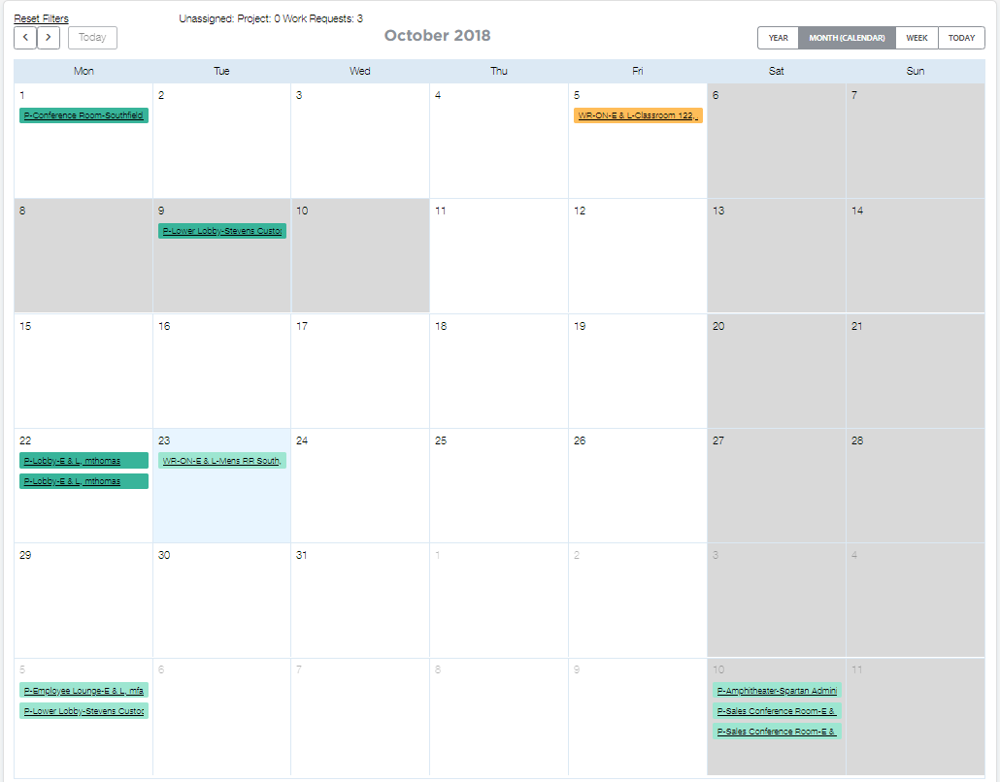 Reset Filters
Unassigned: Project: 0 Work Requests: 3
< > Today
October 2018
YEAR MONTH (CALENDAR) WEEK TODAY
Mon Tue Wed Thu Fri Sat Sun
1 2 3 4 5 6 7
P-Conference Room-Southfield WR-ON-E & L-Classroom 122,
8 9 10 11 12 13 14
P-Lower Lobby-Stevens Custo
15 16 17 18 19 20 21
22 23 24 25 26 27 28
P-Lobby-E & L, mthomas WR-ON-E & L-Mens RR South,
P-Lobby-E & L, mthomas
29 30 31 1 2 3 4
5 6 7 8 9 10 11
P-Employee Lounge-E & L, mfa P-Amphitheater-Spartan Admini
P-Lower Lobby-Stevens Custo P-Sales Conference Room-E &
P-Sales Conference Room-E &